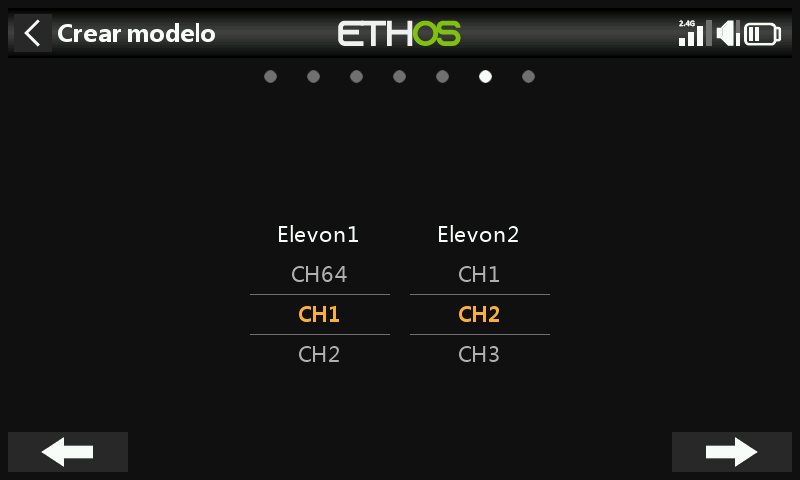 Crear modelo
ETHOS
2.4G
Elevon1
Elevon2
CH64
CH1
CH1
CH2
CH2
CH3